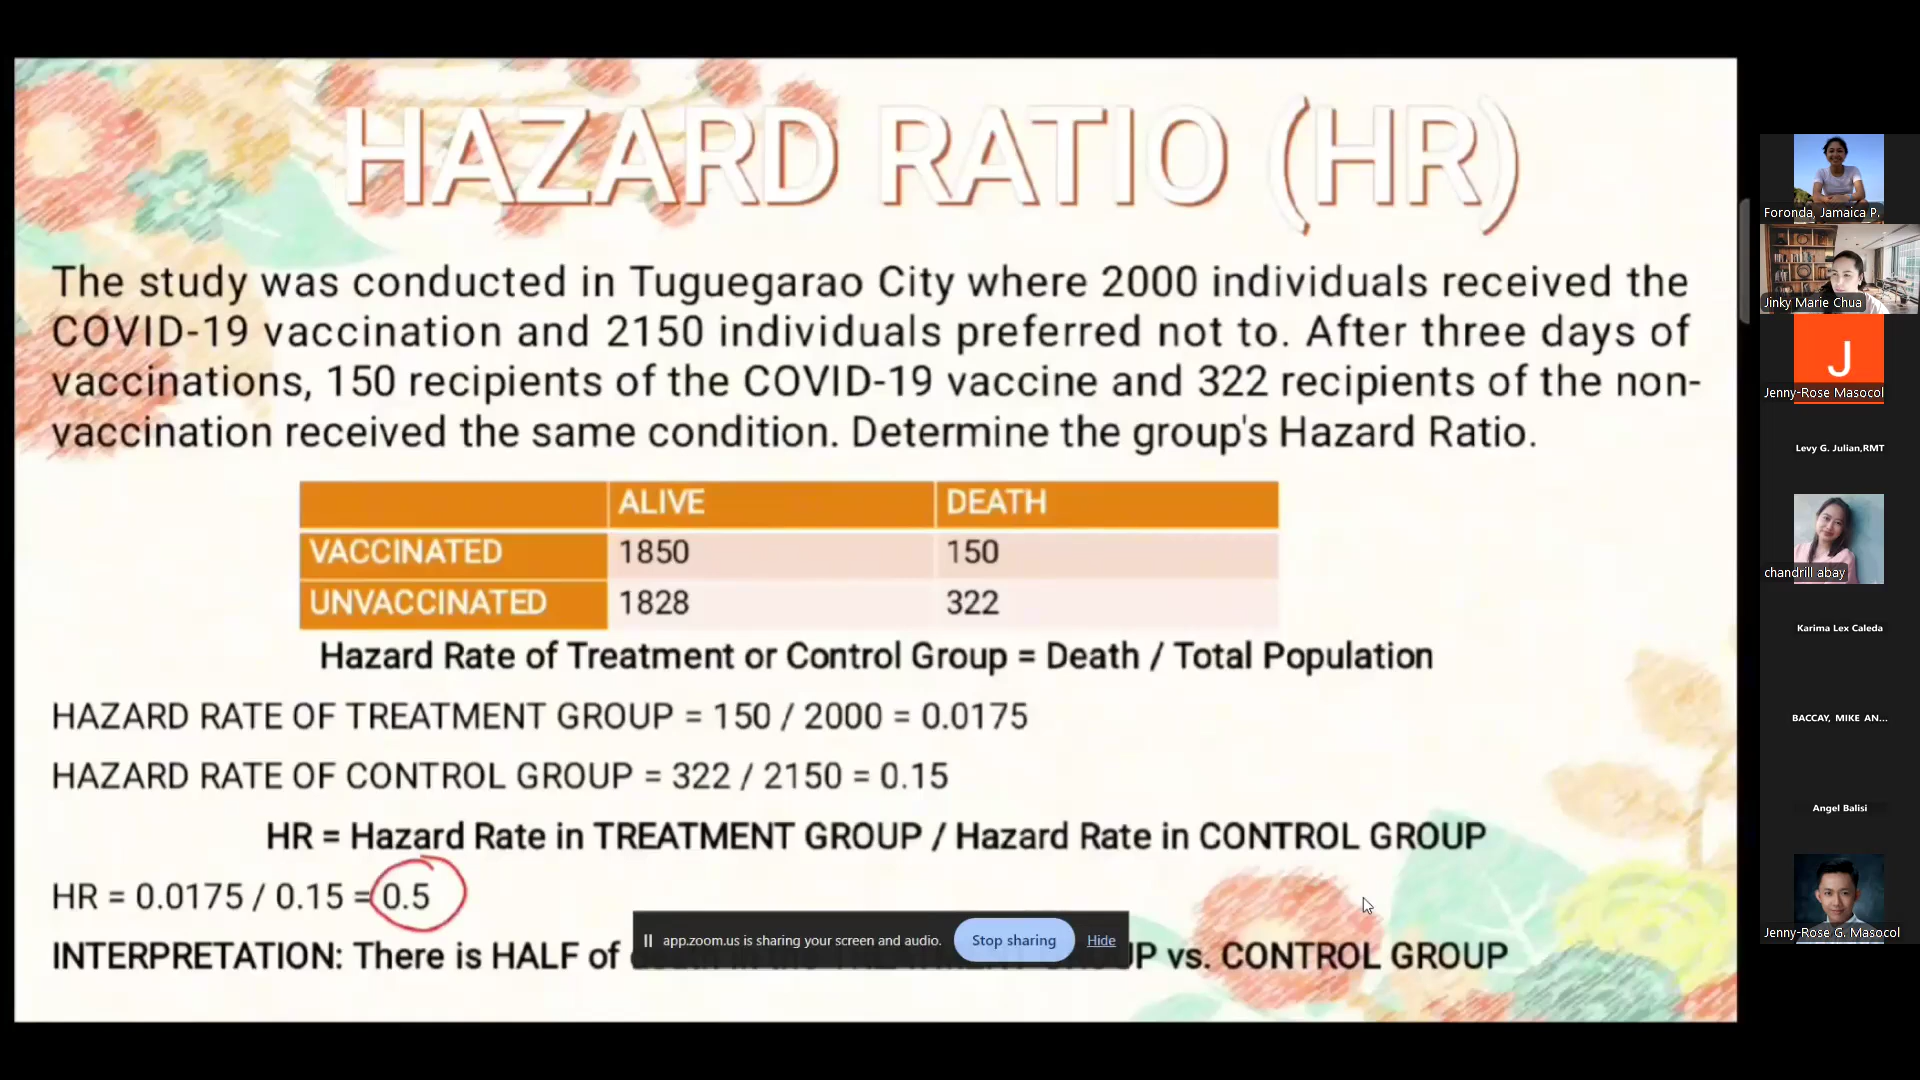 HAZARD RATIO (HR)
The study was conducted in Tuguegarao City where 2000 individuals received the
COVID-19 vaccination and 2150 individuals preferred not to. After three days of
vaccinations, 150 recipients of the COVID-19 vaccine and 322 recipients of the non-
vaccination received the same condition. Determine the group's Hazard Ratio.
ALIVE DEATH
VACCINATED 1850 150
UNVACCINATED 1828 322
Hazard Rate of Treatment or Control Group = Death / Total Population
HAZARD RATE OF TREATMENT GROUP = 150 / 2000 = 0.0175
HAZARD RATE OF CONTROL GROUP = 322 / 2150 = 0.15
HR = Hazard Rate in TREATMENT GROUP / Hazard Rate in CONTROL GROUP
HR = 0.0175 / 0.15 = 0.5
INTERPRETATION: There is HALF of vs. CONTROL GROUP
app.zoom.us is sharing your screen and audio. Stop sharing Hide
Foronda, Jamaica P.
Jinky Marie Chua
J
Jenny-Rose Masocol
Levy G. Julian,RMT
chandrill abay
Karima Lex Caleda
BACCAY, MIKE AN...
Angel Balisi
Jenny-Rose G. Masocol